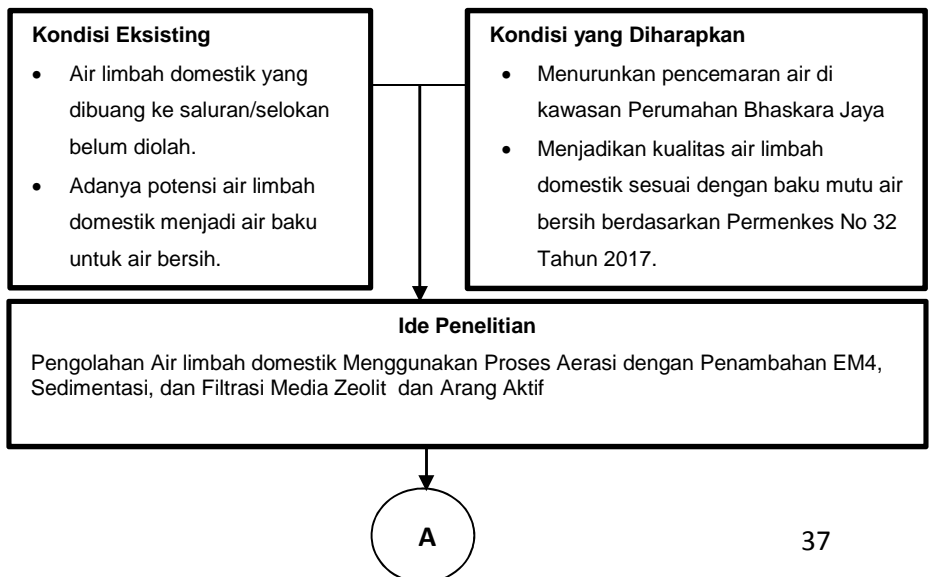 Kondisi Eksisting
• Air limbah domestik yang
dibuang ke saluran/selokan
belum diolah.
• Adanya potensi air limbah
domestik menjadi air baku
untuk air bersih.
Kondisi yang Diharapkan
• Menurunkan pencemaran air di
kawasan Perumahan Bhaskara Jaya
• Menjadikan kualitas air limbah
domestik sesuai dengan baku mutu air
bersih berdasarkan Permenkes No 32
Tahun 2017.
Ide Penelitian
Pengolahan Air limbah domestik Menggunakan Proses Aerasi dengan Penambahan EM4,
Sedimentasi, dan Filtrasi Media Zeolit dan Arang Aktif
A
37